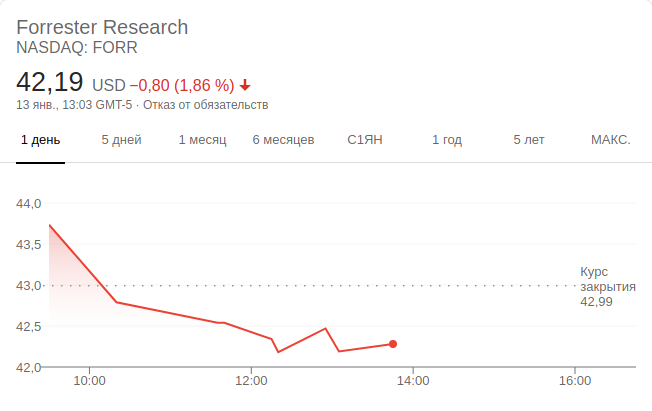 Forrester Research
NASDAQ: FORR
42,19 USD −0,80 (1,86 %)
13 янв., 13:03 GMT-5 · Отказ от обязательств
1 день 5 дней 1 месяц 6 месяцев С1ЯН 1 год 5 лет МАКС.
44,0
43,5
43,0
42,5
42,0
Курс
закрытия
42,99
10:00 12:00 14:00 16:00